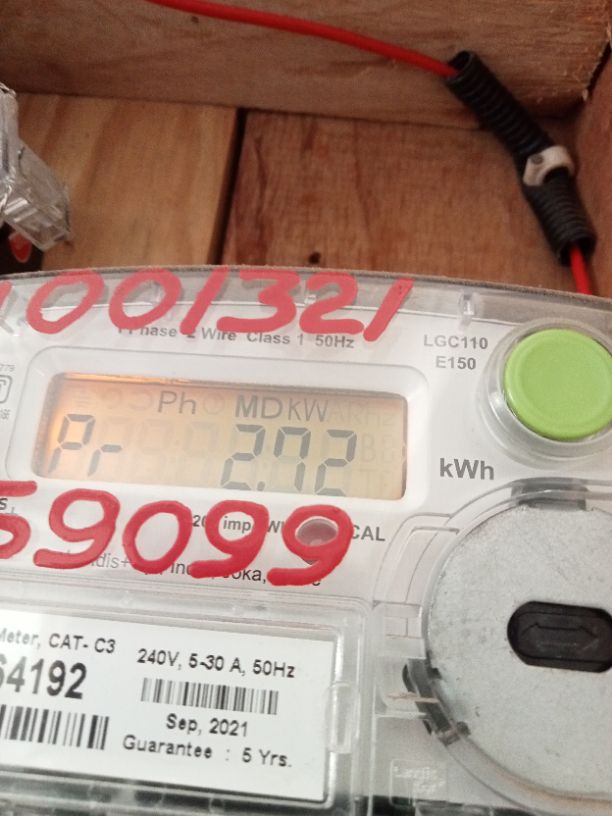 001321
1 Phase 2 Wire Class 1 50Hz
LGC110
E150
Ph MD kW
Pr 2.72
kWh
59099
CAL
Meter, CAT- C3
240V, 5-30 A, 50Hz
64192
Sep, 2021
Guarantee : 5 Yrs.